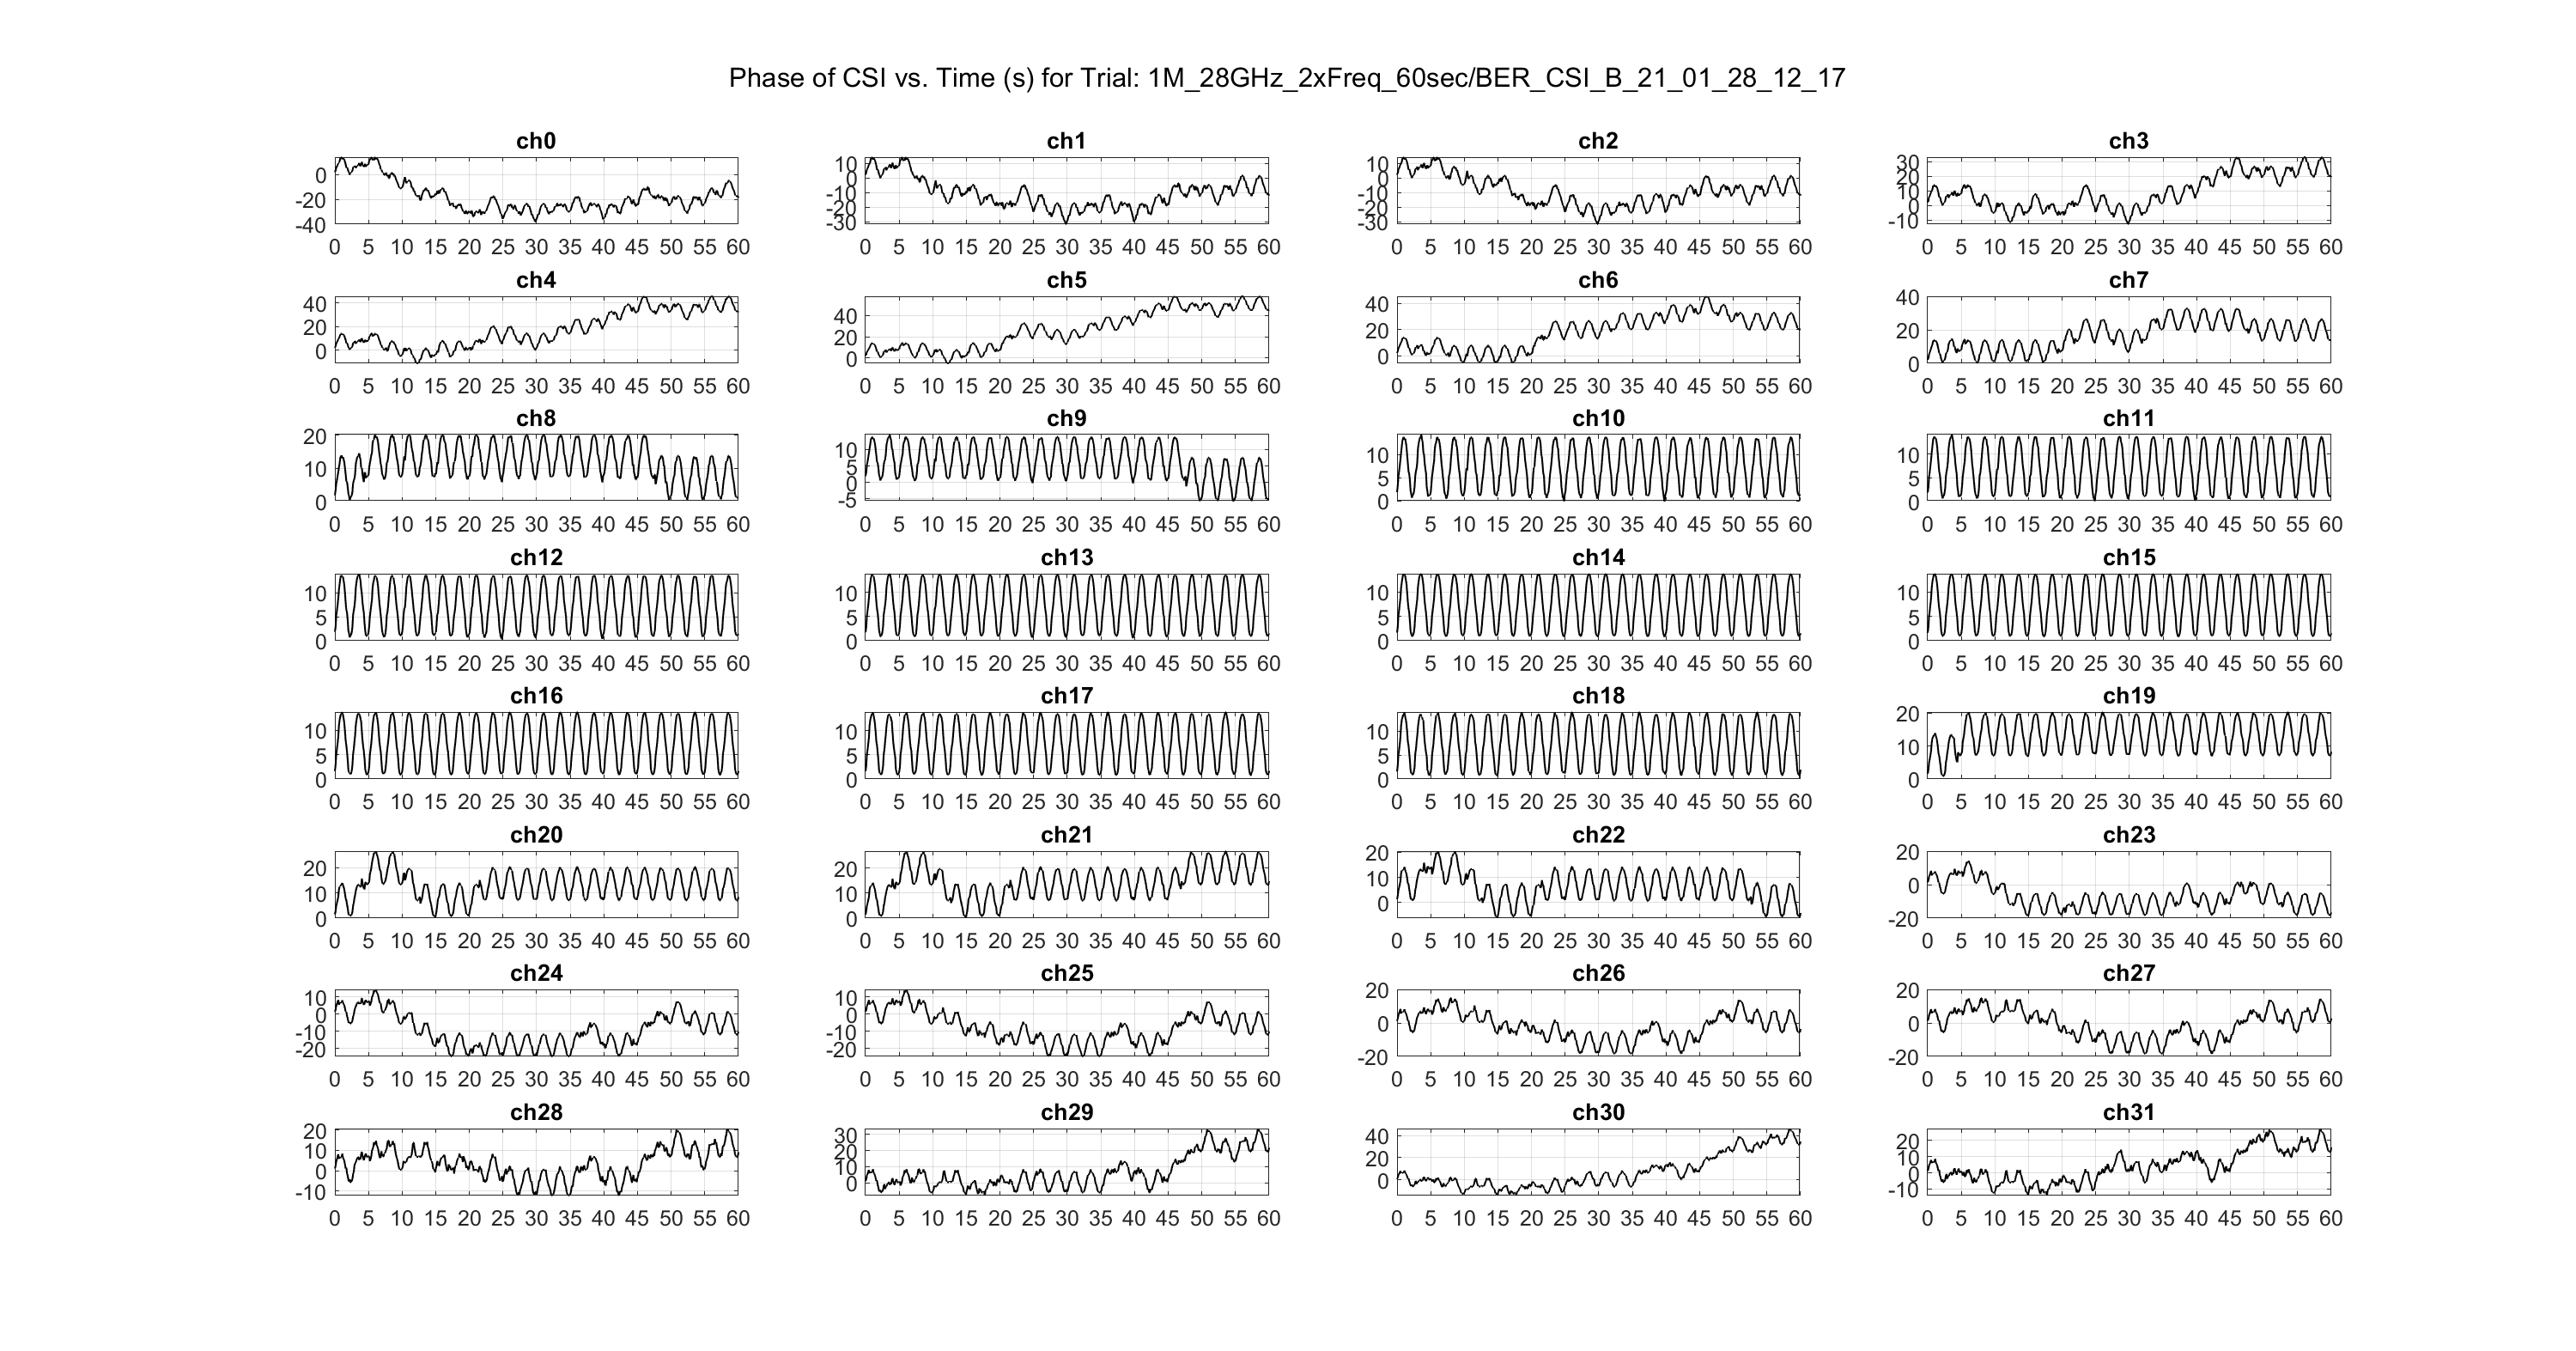 Phase of CSI vs. Time (s) for Trial: 1M_28GHz_2xFreq_60sec/BER_CSI_B_21_01_28_12_17
ch0 ch1 ch2 ch3
0 -20 -40
10 0 -10 -20 -30
10 0 -10 -20 -30
30 20 10 0 -10
0 5 10 15 20 25 30 35 40 45 50 55 60
0 5 10 15 20 25 30 35 40 45 50 55 60
0 5 10 15 20 25 30 35 40 45 50 55 60
0 5 10 15 20 25 30 35 40 45 50 55 60
ch4 ch5 ch6 ch7
40 20 0
40 20 0
40 20 0
40 20 0
0 5 10 15 20 25 30 35 40 45 50 55 60
0 5 10 15 20 25 30 35 40 45 50 55 60
0 5 10 15 20 25 30 35 40 45 50 55 60
0 5 10 15 20 25 30 35 40 45 50 55 60
ch8 ch9 ch10 ch11
20 10 0
10 5 0 -5
10 5 0
10 5 0
0 5 10 15 20 25 30 35 40 45 50 55 60
0 5 10 15 20 25 30 35 40 45 50 55 60
0 5 10 15 20 25 30 35 40 45 50 55 60
0 5 10 15 20 25 30 35 40 45 50 55 60
ch12 ch13 ch14 ch15
10 5 0
10 5 0
10 5 0
10 5 0
0 5 10 15 20 25 30 35 40 45 50 55 60
0 5 10 15 20 25 30 35 40 45 50 55 60
0 5 10 15 20 25 30 35 40 45 50 55 60
0 5 10 15 20 25 30 35 40 45 50 55 60
ch16 ch17 ch18 ch19
10 5 0
10 5 0
10 5 0
20 10 0
0 5 10 15 20 25 30 35 40 45 50 55 60
0 5 10 15 20 25 30 35 40 45 50 55 60
0 5 10 15 20 25 30 35 40 45 50 55 60
0 5 10 15 20 25 30 35 40 45 50 55 60
ch20 ch21 ch22 ch23
20 10 0
20 10 0
20 10 0
20 0 -20
0 5 10 15 20 25 30 35 40 45 50 55 60
0 5 10 15 20 25 30 35 40 45 50 55 60
0 5 10 15 20 25 30 35 40 45 50 55 60
0 5 10 15 20 25 30 35 40 45 50 55 60
ch24 ch25 ch26 ch27
10 0 -10 -20
10 0 -10 -20
20 0 -20
20 0 -20
0 5 10 15 20 25 30 35 40 45 50 55 60
0 5 10 15 20 25 30 35 40 45 50 55 60
0 5 10 15 20 25 30 35 40 45 50 55 60
0 5 10 15 20 25 30 35 40 45 50 55 60
ch28 ch29 ch30 ch31
20 10 0 -10
30 20 10 0
40 20 0
20 10 0 -10
0 5 10 15 20 25 30 35 40 45 50 55 60
0 5 10 15 20 25 30 35 40 45 50 55 60
0 5 10 15 20 25 30 35 40 45 50 55 60
0 5 10 15 20 25 30 35 40 45 50 55 60